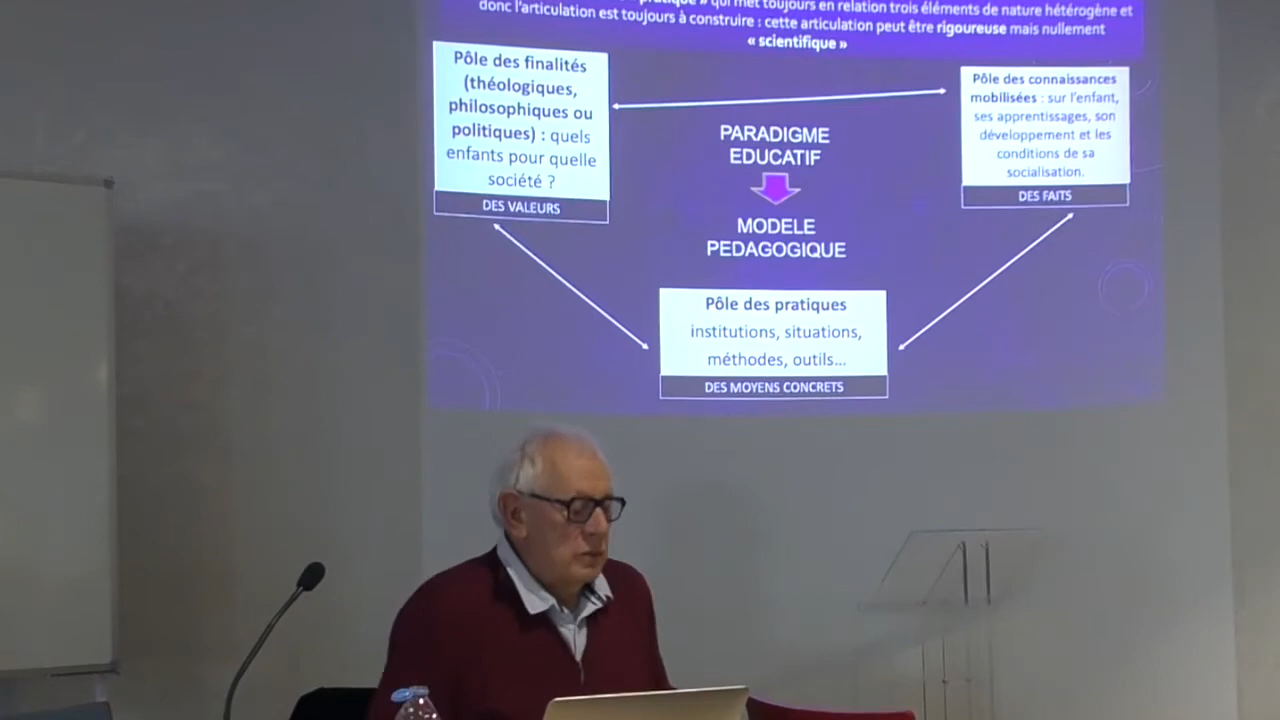 pratique » qui met toujours en relation trois éléments de nature hétérogène et
donc l'articulation est toujours à construire : cette articulation peut être rigoureuse mais nullement
« scientifique »
Pôle des finalités
(théologiques,
philosophiques ou
politiques) : quels
enfants pour quelle
société ?
DES VALEURS
PARADIGME
EDUCATIF
MODELE
PEDAGOGIQUE
Pôle des connaissances
mobilisées : sur l'enfant,
ses apprentissages, son
développement et les
conditions de sa
socialisation.
DES FAITS
Pôle des pratiques
institutions, situations,
méthodes, outils...
DES MOYENS CONCRETS